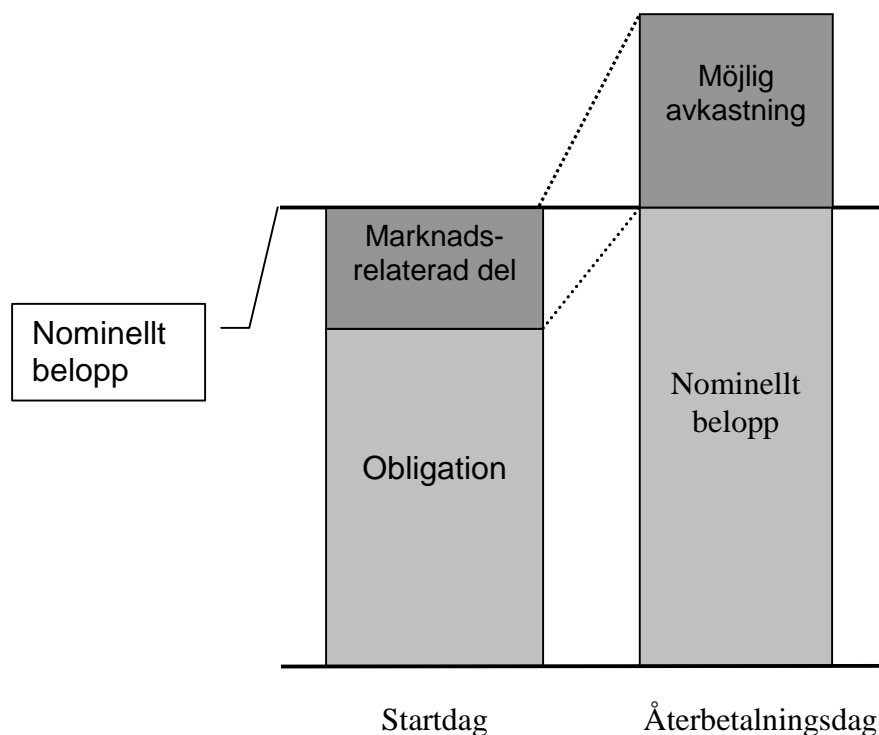 Möjlig
avkastning
Marknads-
relaterad del
Nominellt
belopp
Nominellt
belopp
Obligation
Startdag
Återbetalningsdag